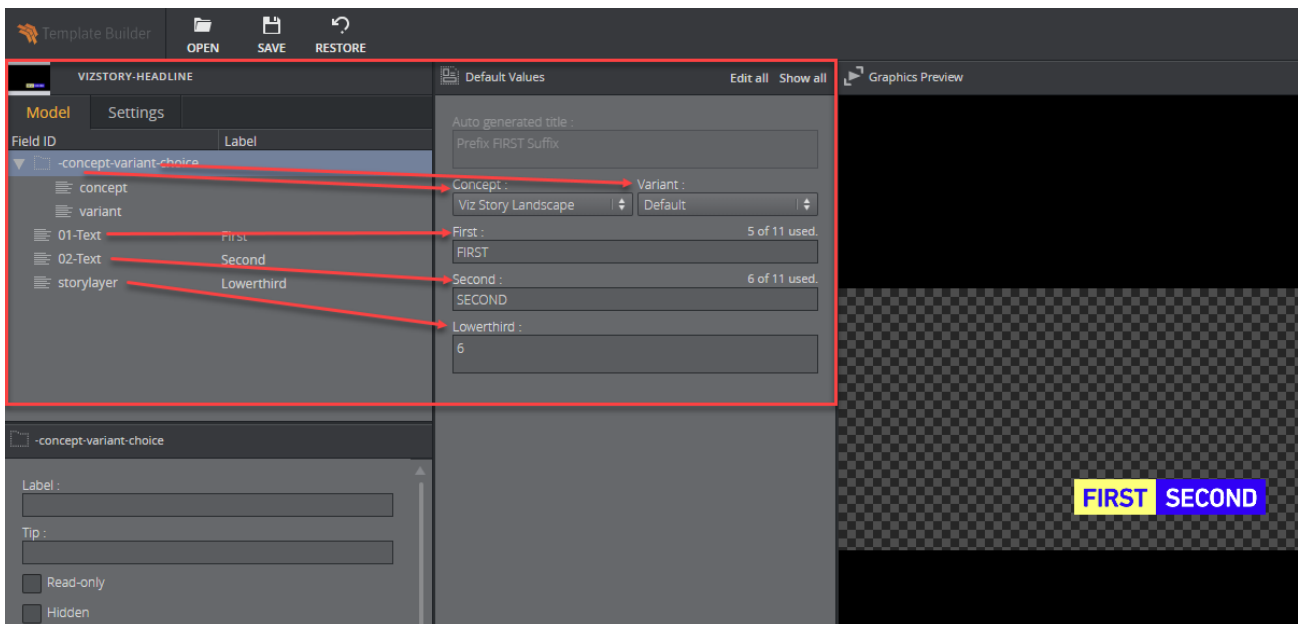 Template Builder
OPEN SAVE RESTORE
VIZSTORY-HEADLINE
Model Settings
Field ID Label
-concept-variant-choice
concept
variant
01-Text First
02-Text Second
storylayer Lowerthird
-concept-variant-choice
Label :
Tip :
Read-only
Hidden
Default Values Edit all Show all
Auto generated title :
Prefix FIRST Suffix
Concept : Variant :
Viz Story Landscape Default
First : 5 of 11 used.
FIRST
Second : 6 of 11 used.
SECOND
Lowerthird :
6
Graphics Preview
FIRST SECOND